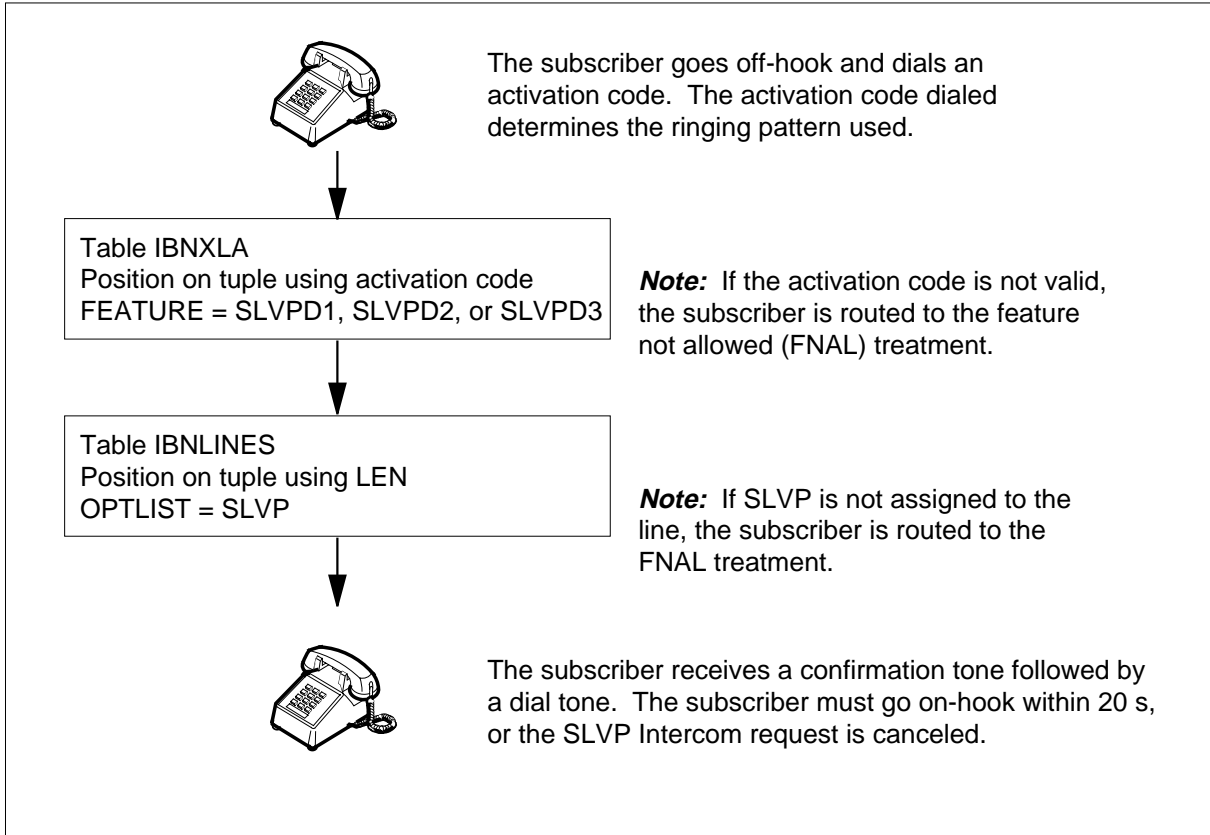 The subscriber goes off-hook and dials an
activation code.  The activation code dialed
determines the ringing pattern used.
Table IBNXLA
Position on tuple using activation code
FEATURE = SLVPD1, SLVPD2, or SLVPD3
Note:  If the activation code is not valid,
the subscriber is routed to the feature
not allowed (FNAL) treatment.
Table IBNLINES
Position on tuple using LEN
OPTLIST = SLVP
Note:  If SLVP is not assigned to the
line, the subscriber is routed to the
FNAL treatment.
The subscriber receives a confirmation tone followed by
a dial tone.  The subscriber must go on-hook within 20 s,
or the SLVP Intercom request is canceled.